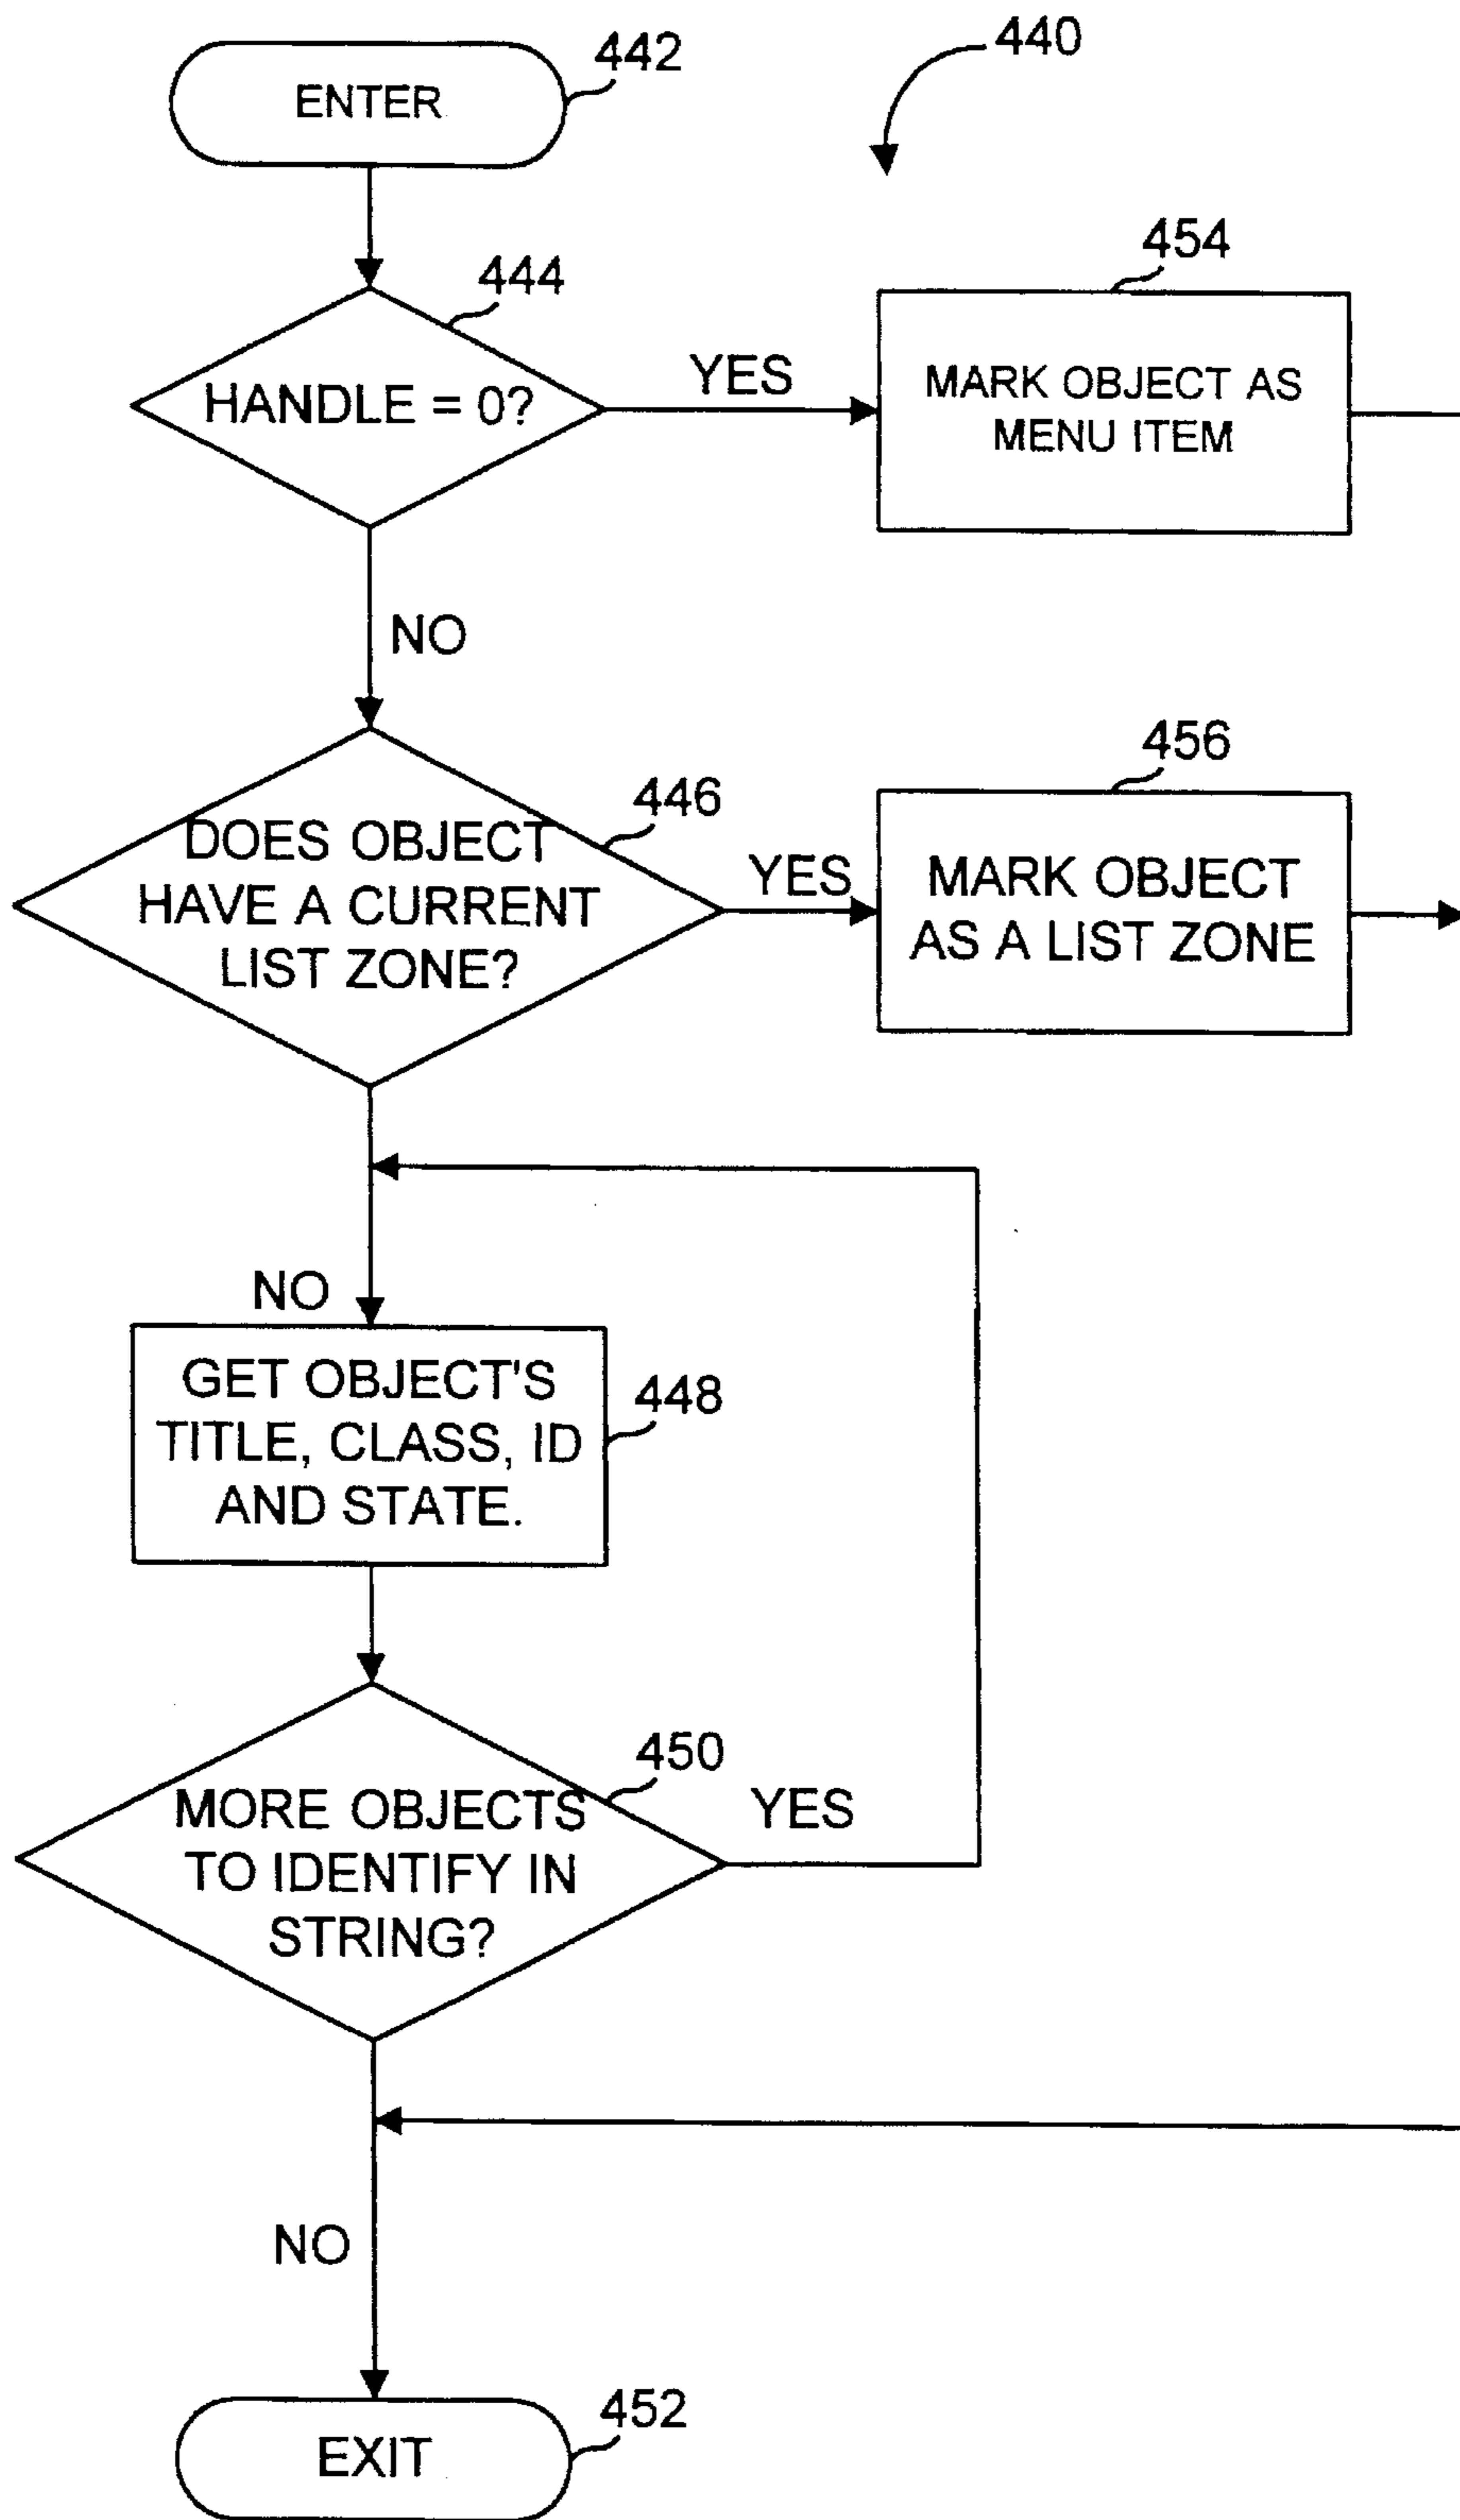 442
440
ENTER
454
444
HANDLE = 0?
YES
MARK OBJECT AS
MENU ITEM
NO
456
446
DOES OBJECT
HAVE A CURRENT
LIST ZONE?
YES
MARK OBJECT
AS A LIST ZONE
NO
GET OBJECT'S
TITLE, CLASS, ID
AND STATE.
448
450
MORE OBJECTS
TO IDENTIFY IN
STRING?
YES
NO
452
EXIT